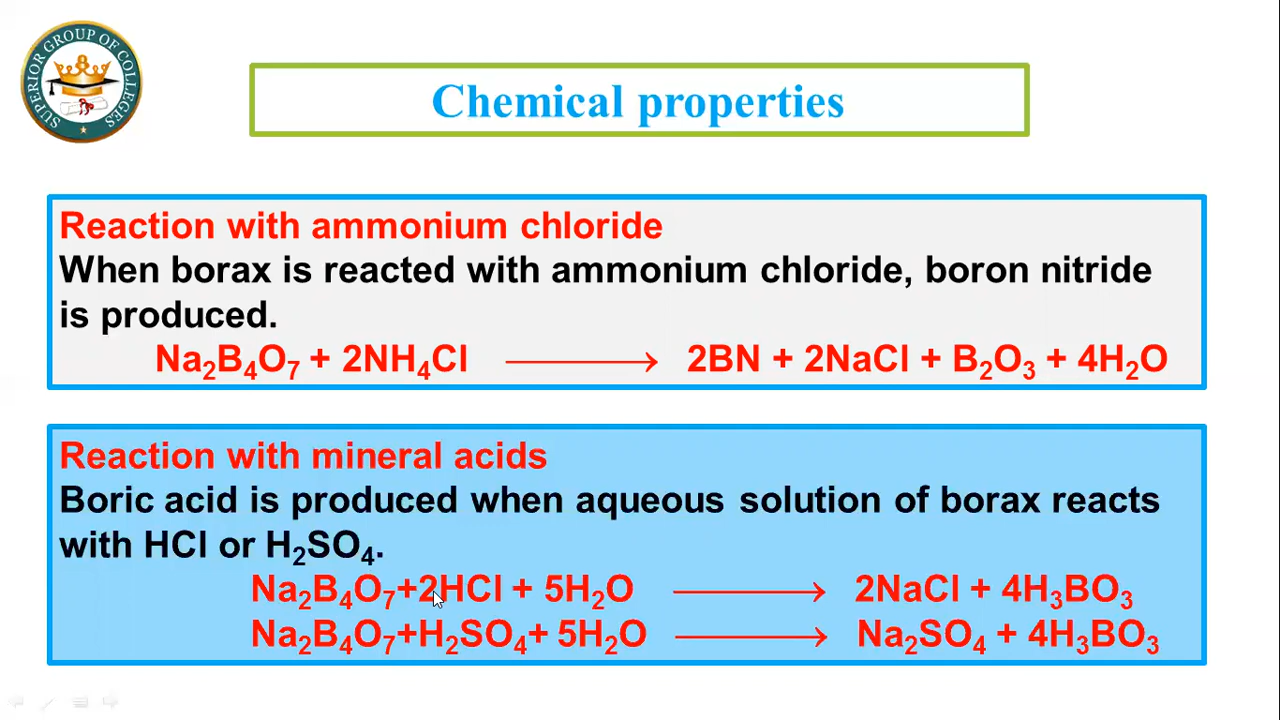 SUPERIOR GROUP OF COLLEGES
Chemical properties
Reaction with ammonium chloride
When borax is reacted with ammonium chloride, boron nitride
is produced.
Na₂B₄O₇ + 2NH₄Cl ⟶ 2BN + 2NaCl + B₂O₃ + 4H₂O
Reaction with mineral acids
Boric acid is produced when aqueous solution of borax reacts
with HCl or H₂SO₄.
Na₂B₄O₇+2HCl + 5H₂O ⟶ 2NaCl + 4H₃BO₃
Na₂B₄O₇+H₂SO₄+ 5H₂O ⟶ Na₂SO₄ + 4H₃BO₃